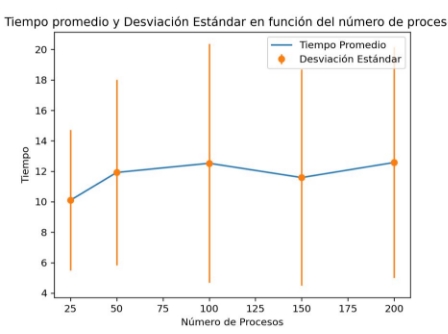 Tiempo promedio y Desviación Estándar en función del número de proces
Tiempo Promedio
Desviación Estándar
20
18
16
14
12
10
8
6
4
Tiempo
25 50 75 100 125 150 175 200
Número de Procesos